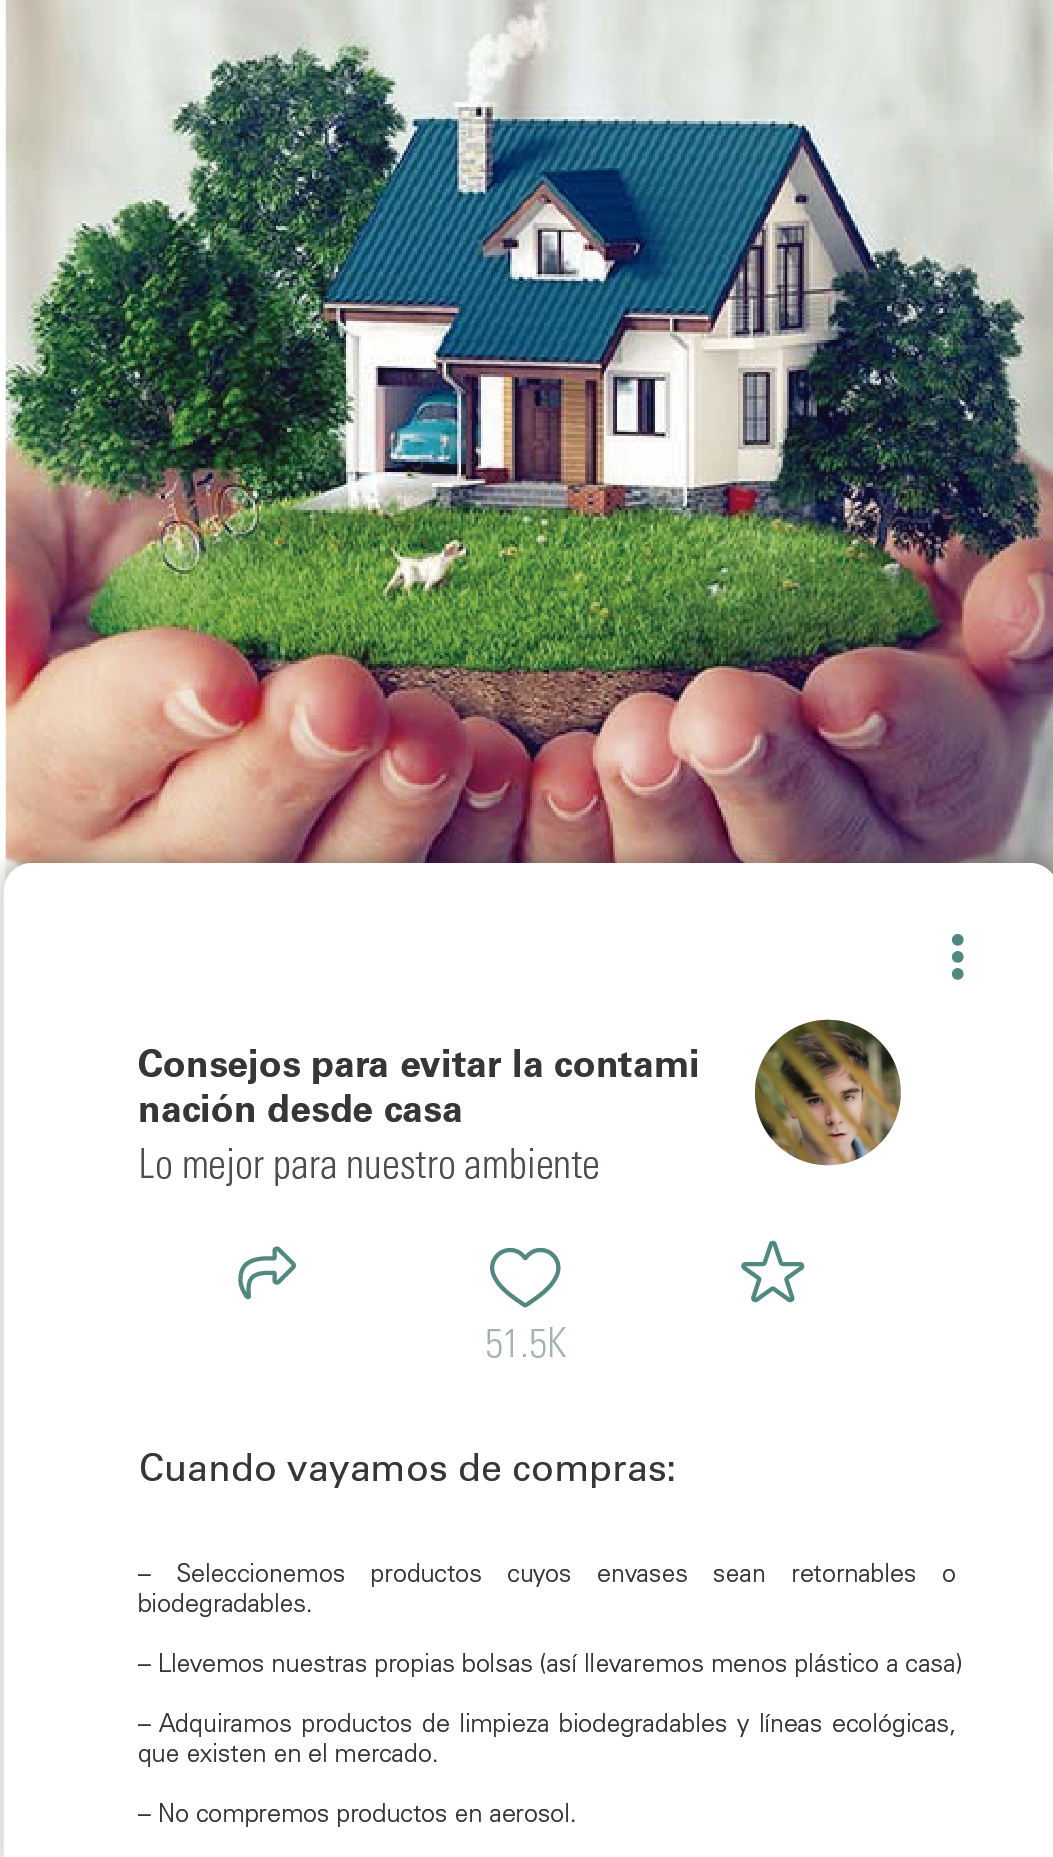 Consejos para evitar la contami
nación desde casa
Lo mejor para nuestro ambiente
51.5K
Cuando vayamos de compras:
– Seleccionemos productos cuyos envases sean retornables o
biodegradables.
– Llevemos nuestras propias bolsas (así llevaremos menos plástico a casa)
– Adquiramos productos de limpieza biodegradables y líneas ecológicas,
que existen en el mercado.
– No compremos productos en aerosol.